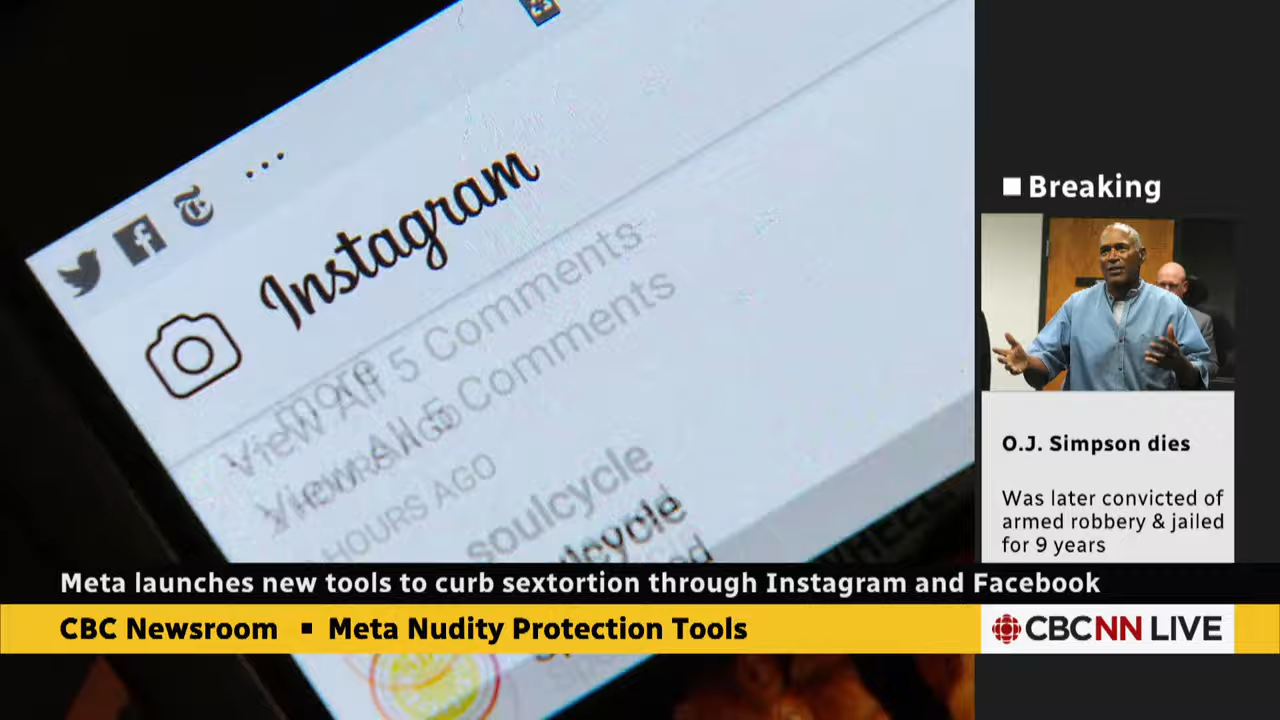 Instagram
more
View All 5 Comments
View All 5 Comments
HOURS AGO
soulcycle
Breaking
O.J. Simpson dies
Was later convicted of
armed robbery & jailed
for 9 years
Meta launches new tools to curb sextortion through Instagram and Facebook
CBC Newsroom ▪ Meta Nudity Protection Tools
CBCNN LIVE